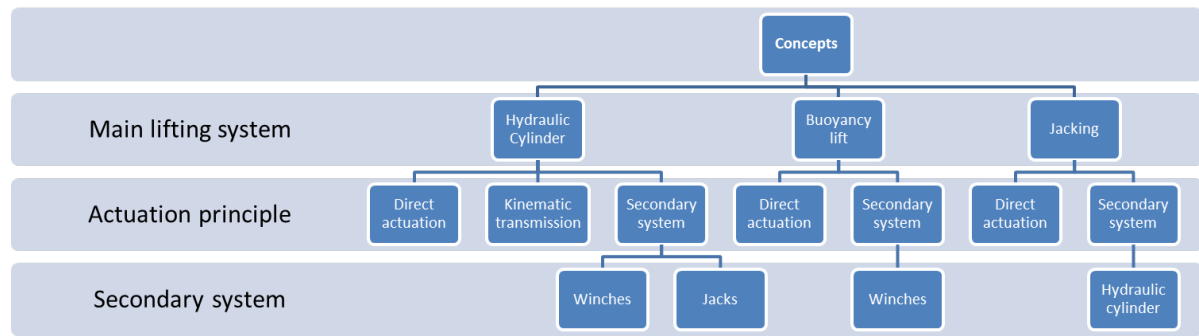 Concepts
Main lifting system
Hydraulic
Cylinder
Buoyancy
lift
Jacking
Actuation principle
Direct
actuation
Kinematic
transmission
Secondary
system
Direct
actuation
Secondary
system
Direct
actuation
Secondary
system
Secondary system
Winches
Jacks
Winches
Hydraulic
cylinder